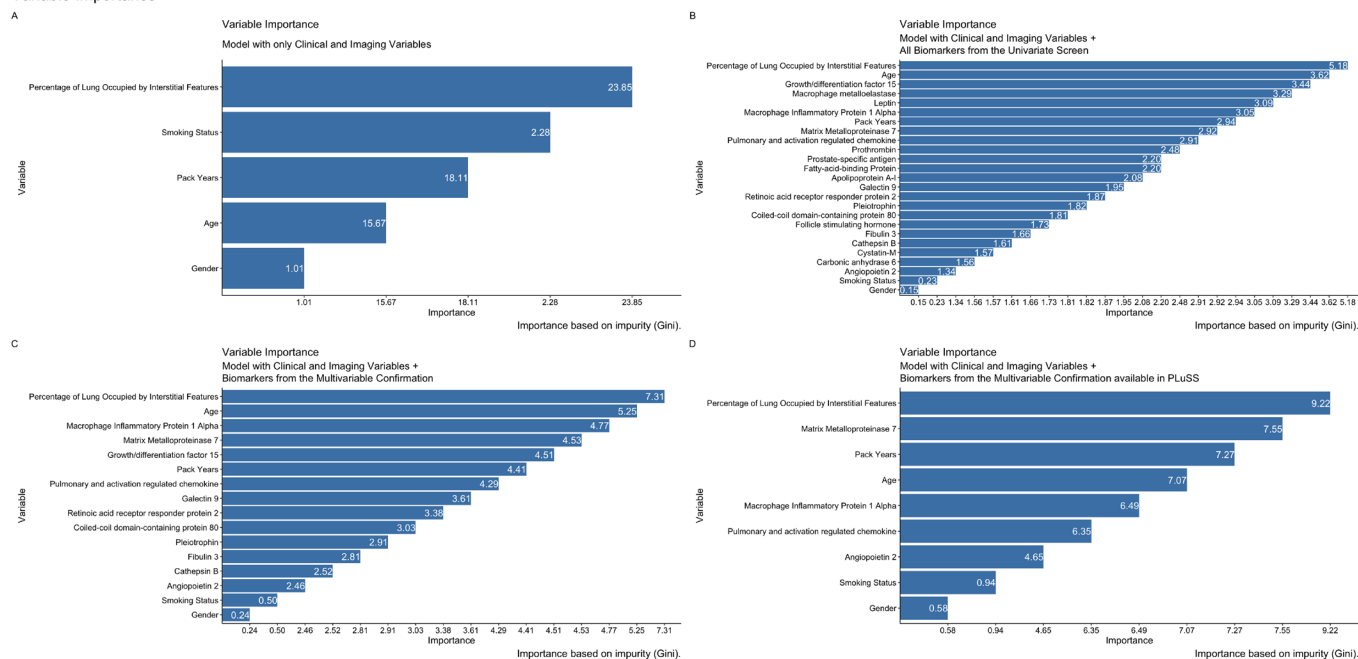 A
Variable Importance
Model with only Clinical and Imaging Variables
Variable
Percentage of Lung Occupied by Interstitial Features
23.85
Smoking Status
2.28
Pack Years
18.11
Age
15.67
Gender
1.01
1.01 15.67 18.11 2.28 23.85
Importance
Importance based on impurity (Gini).
B
Variable Importance
Model with Clinical and Imaging Variables +
All Biomarkers from the Univariate Screen
Variable
Percentage of Lung Occupied by Interstitial Features 5.18
Age 3.62
Growth/differentiation factor 15 3.44
Macrophage metalloelastase 3.29
Leptin 3.09
Macrophage Inflammatory Protein 1 Alpha 3.05
Pack Years 2.94
Matrix Metalloproteinase 7 2.92
Pulmonary and activation regulated chemokine 2.91
Prothrombin 2.48
Prostate-specific antigen 2.20
Fatty-acid-binding Protein 2.20
Apolipoprotein A-I 2.08
Galectin 9 1.95
Retinoic acid receptor responder protein 2 1.87
Pleiotrophin 1.82
Coiled-coil domain-containing protein 80 1.81
Follicle stimulating hormone 1.73
Fibulin 3 1.66
Cathepsin B 1.61
Cystatin-M 1.57
Carbonic anhydrase 6 1.56
Angiopoietin 2 1.34
Smoking Status 0.23
Gender 0.15
0.15 0.23 1.34 1.56 1.57 1.61 1.66 1.73 1.81 1.82 1.87 1.95 2.08 2.20 2.48 2.91 2.92 2.94 3.05 3.09 3.29 3.44 3.62 5.18
Importance
Importance based on impurity (Gini).
C
Variable Importance
Model with Clinical and Imaging Variables +
Biomarkers from the Multivariable Confirmation
Variable
Percentage of Lung Occupied by Interstitial Features 7.31
Age 5.25
Macrophage Inflammatory Protein 1 Alpha 4.77
Matrix Metalloproteinase 7 4.53
Growth/differentiation factor 15 4.51
Pack Years 4.41
Pulmonary and activation regulated chemokine 4.29
Galectin 9 3.61
Retinoic acid receptor responder protein 2 3.38
Coiled-coil domain-containing protein 80 3.03
Pleiotrophin 2.91
Fibulin 3 2.81
Cathepsin B 2.52
Angiopoietin 2 2.46
Smoking Status 0.50
Gender 0.24
0.24 0.50 2.46 2.52 2.81 2.91 3.03 3.38 3.61 4.29 4.41 4.51 4.53 4.77 5.25 7.31
Importance
Importance based on impurity (Gini).
D
Variable Importance
Model with Clinical and Imaging Variables +
Biomarkers from the Multivariable Confirmation available in PLuSS
Variable
Percentage of Lung Occupied by Interstitial Features 9.22
Matrix Metalloproteinase 7 7.55
Pack Years 7.27
Age 7.07
Macrophage Inflammatory Protein 1 Alpha 6.49
Pulmonary and activation regulated chemokine 6.35
Angiopoietin 2 4.65
Smoking Status 0.94
Gender 0.58
0.58 0.94 4.65 6.35 6.49 7.07 7.27 7.55 9.22
Importance
Importance based on impurity (Gini).